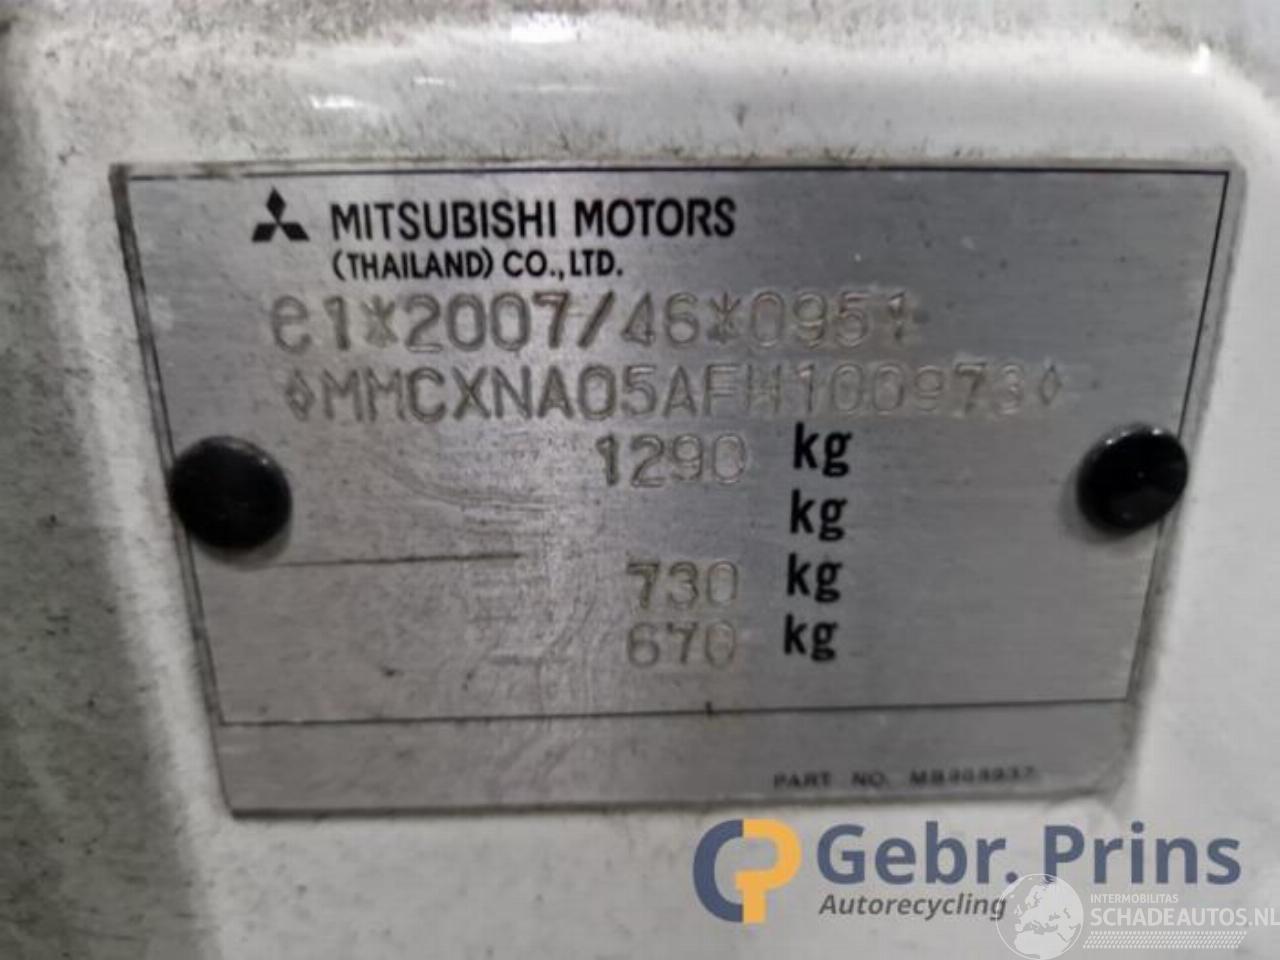 MITSUBISHI MOTORS
(THAILAND) CO., LTD.
e1*2007/46*0951
◊MMCXNA05AFH100973◊
1290 kg
kg
730 kg
670 kg
PART NO.
Gebr. Prins
Autorecycling
INTERMOBILITAS
SCHADEAUTOS.NL